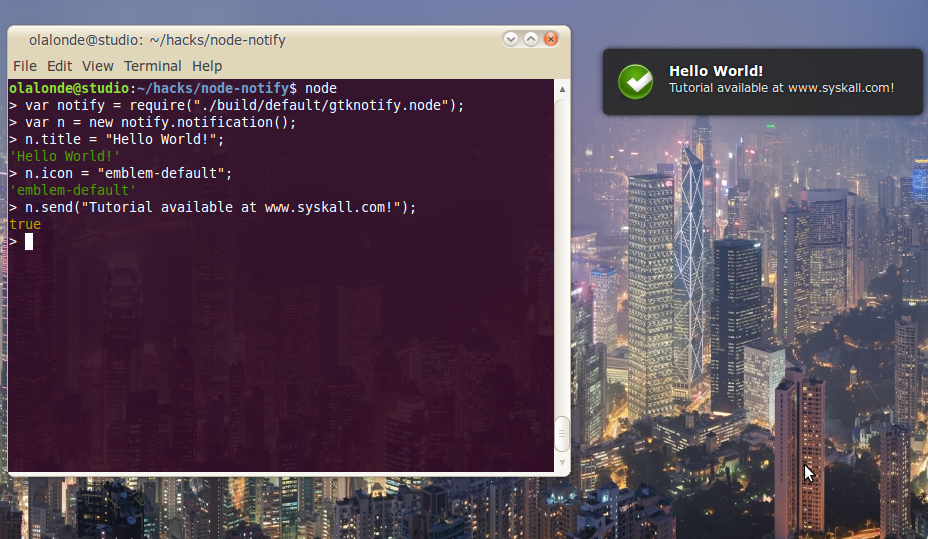 olalonde@studio: ~/hacks/node-notify
File Edit View Terminal Help
olalonde@studio:~/hacks/node-notify$ node
> var notify = require("./build/default/gtknotify.node");
> var n = new notify.notification();
> n.title = "Hello World!";
'Hello World!'
> n.icon = "emblem-default";
'emblem-default'
> n.send("Tutorial available at www.syskall.com!");
true
>
Hello World!
Tutorial available at www.syskall.com!